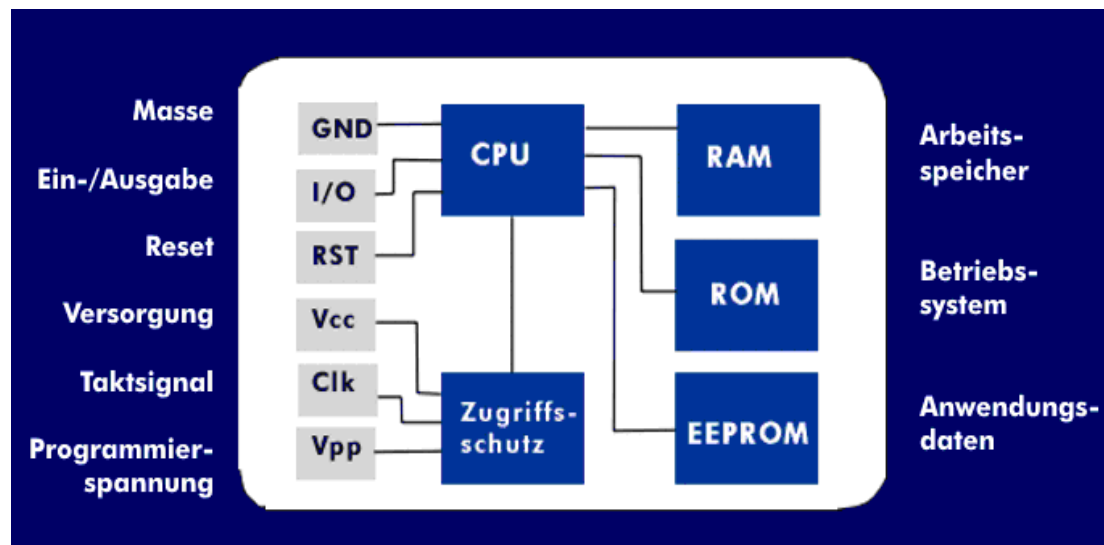 Masse
Ein-/Ausgabe
Reset
Versorgung
Taktsignal
Programmier-
spannung
GND
I/O
RST
Vcc
Clk
Vpp
CPU
Zugriffs-
schutz
RAM
ROM
EEPROM
Arbeits-
speicher
Betriebs-
system
Anwendungs-
daten